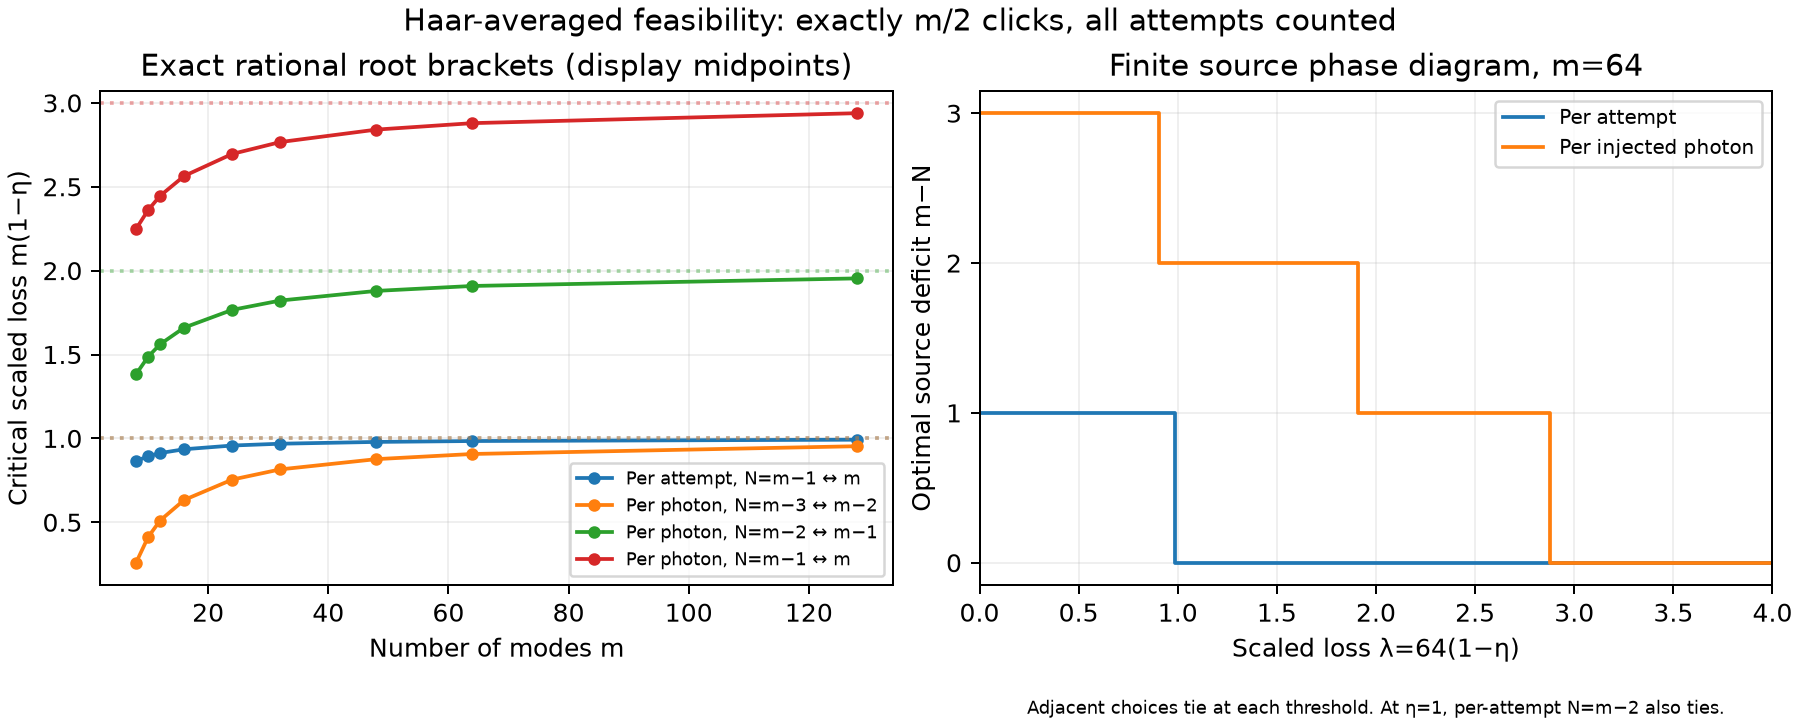 Haar-averaged feasibility: exactly m/2 clicks, all attempts counted
Exact rational root brackets (display midpoints)
Critical scaled loss m(1−η)
3.0
2.5
2.0
1.5
1.0
0.5
Per attempt, N=m−1 ↔ m
Per photon, N=m−3 ↔ m−2
Per photon, N=m−2 ↔ m−1
Per photon, N=m−1 ↔ m
20
40
60
80
100
120
Number of modes m
Finite source phase diagram, m=64
Optimal source deficit m−N
3
2
1
0
Per attempt
Per injected photon
0.0
0.5
1.0
1.5
2.0
2.5
3.0
3.5
4.0
Scaled loss λ=64(1−η)
Adjacent choices tie at each threshold. At η=1, per-attempt N=m−2 also ties.